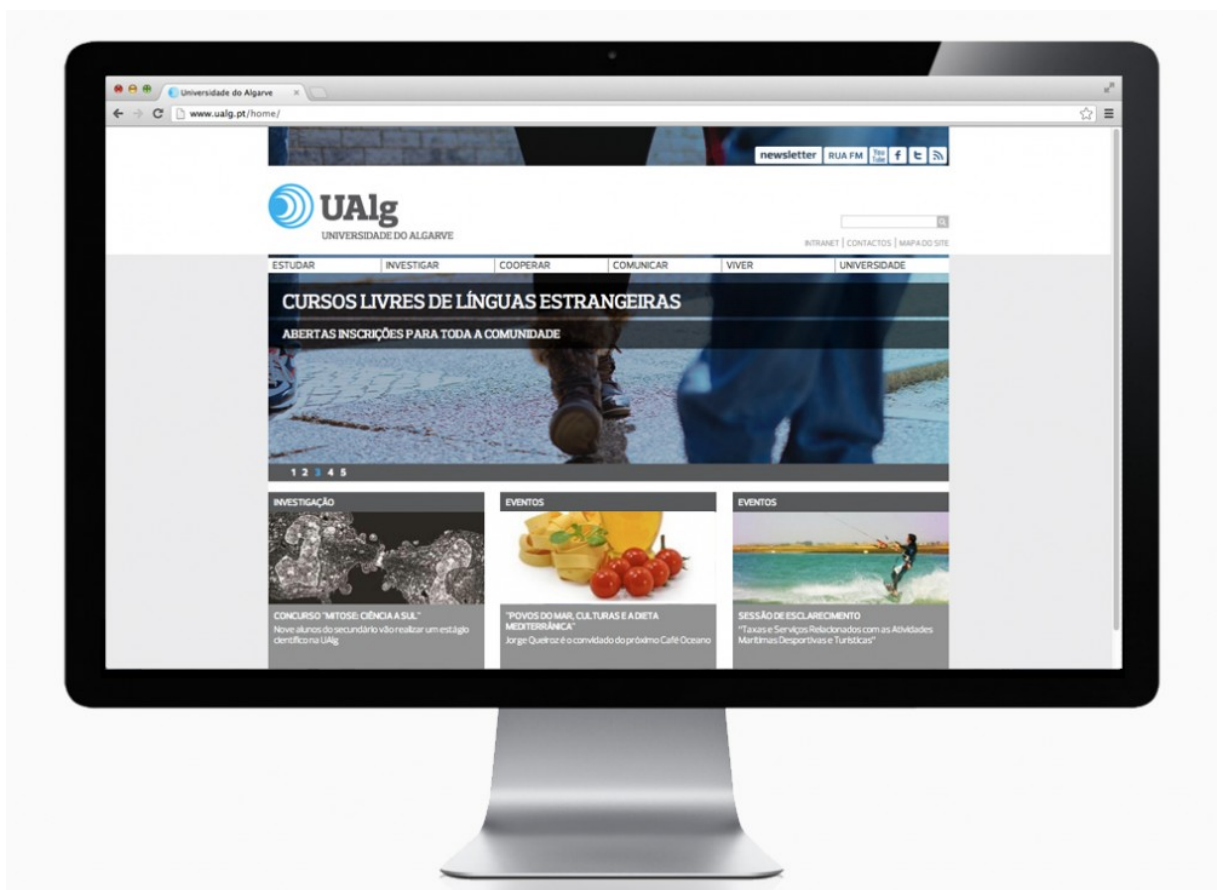 Universidade do Algarve
www.ualg.pt/home/
newsletter RUA FM You Tube
UAlg
UNIVERSIDADE DO ALGARVE
INTRANET | CONTACTOS | MAPA DO SITE
ESTUDAR INVESTIGAR COOPERAR COMUNICAR VIVER UNIVERSIDADE
CURSOS LIVRES DE LÍNGUAS ESTRANGEIRAS
ABERTAS INSCRIÇÕES PARA TODA A COMUNIDADE
1 2 3 4 5
INVESTIGAÇÃO
CONCURSO "MITOSE: CIÊNCIA A SUL"
Nove alunos do secundário vão realizar um estágio
científico na UAlg
EVENTOS
"POVOS DO MAR, CULTURAS E A DIETA
MEDITERRÂNICA"
Jorge Queiroz é o convidado do próximo Café Oceano
EVENTOS
SESSÃO DE ESCLARECIMENTO
"Taxas e Serviços Relacionados com as Atividades
Marítimas Desportivas e Turísticas"